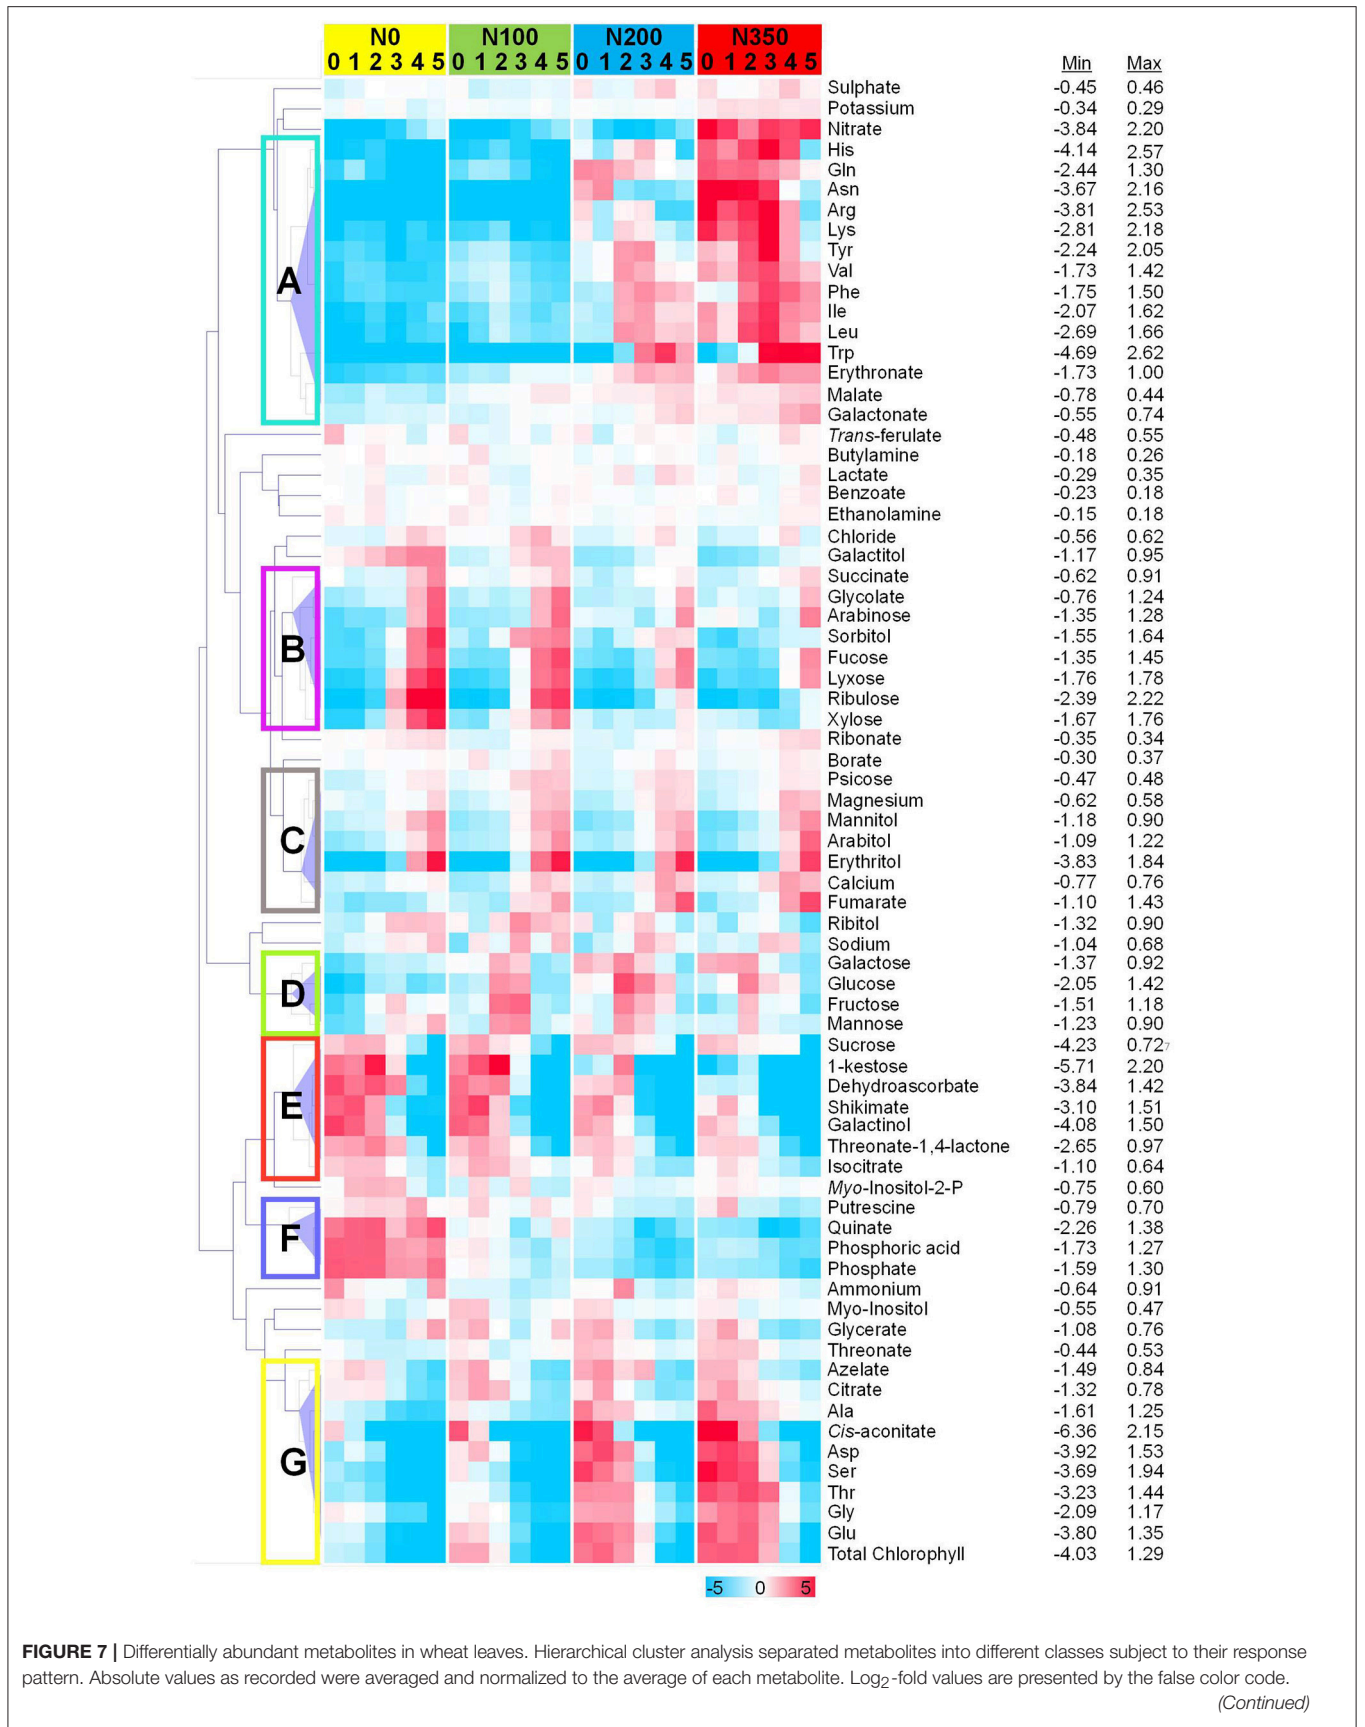 N0 N100 N200 N350
0 1 2 3 4 5 0 1 2 3 4 5 0 1 2 3 4 5 0 1 2 3 4 5 Min Max
Sulphate -0.45 0.46
Potassium -0.34 0.29
Nitrate -3.84 2.20
His -4.14 2.57
Gln -2.44 1.30
Asn -3.67 2.16
Arg -3.81 2.53
Lys -2.81 2.18
Tyr -2.24 2.05
A Val -1.73 1.42
Phe -1.75 1.50
Ile -2.07 1.62
Leu -2.69 1.66
Trp -4.69 2.62
Erythronate -1.73 1.00
Malate -0.78 0.44
Galactonate -0.55 0.74
Trans-ferulate -0.48 0.55
Butylamine -0.18 0.26
Lactate -0.29 0.35
Benzoate -0.23 0.18
Ethanolamine -0.15 0.18
Chloride -0.56 0.62
Galactitol -1.17 0.95
Succinate -0.62 0.91
Glycolate -0.76 1.24
Arabinose -1.35 1.28
Sorbitol -1.55 1.64
B Fucose -1.35 1.45
Lyxose -1.76 1.78
Ribulose -2.39 2.22
Xylose -1.67 1.76
Ribonate -0.35 0.34
Borate -0.30 0.37
Psicose -0.47 0.48
Magnesium -0.62 0.58
Mannitol -1.18 0.90
C Arabitol -1.09 1.22
Erythritol -3.83 1.84
Calcium -0.77 0.76
Fumarate -1.10 1.43
Ribitol -1.32 0.90
Sodium -1.04 0.68
Galactose -1.37 0.92
D Glucose -2.05 1.42
Fructose -1.51 1.18
Mannose -1.23 0.90
Sucrose -4.23 0.727
1-kestose -5.71 2.20
Dehydroascorbate -3.84 1.42
E Shikimate -3.10 1.51
Galactinol -4.08 1.50
Threonate-1,4-lactone -2.65 0.97
Isocitrate -1.10 0.64
Myo-Inositol-2-P -0.75 0.60
Putrescine -0.79 0.70
Quinate -2.26 1.38
F Phosphoric acid -1.73 1.27
Phosphate -1.59 1.30
Ammonium -0.64 0.91
Myo-Inositol -0.55 0.47
Glycerate -1.08 0.76
Threonate -0.44 0.53
Azelate -1.49 0.84
Citrate -1.32 0.78
Ala -1.61 1.25
Cis-aconitate -6.36 2.15
Asp -3.92 1.53
G Ser -3.69 1.94
Thr -3.23 1.44
Gly -2.09 1.17
Glu -3.80 1.35
Total Chlorophyll -4.03 1.29
-5 0 5
FIGURE 7 | Differentially abundant metabolites in wheat leaves. Hierarchical cluster analysis separated metabolites into different classes subject to their response
pattern. Absolute values as recorded were averaged and normalized to the average of each metabolite. Log2-fold values are presented by the false color code.
(Continued)